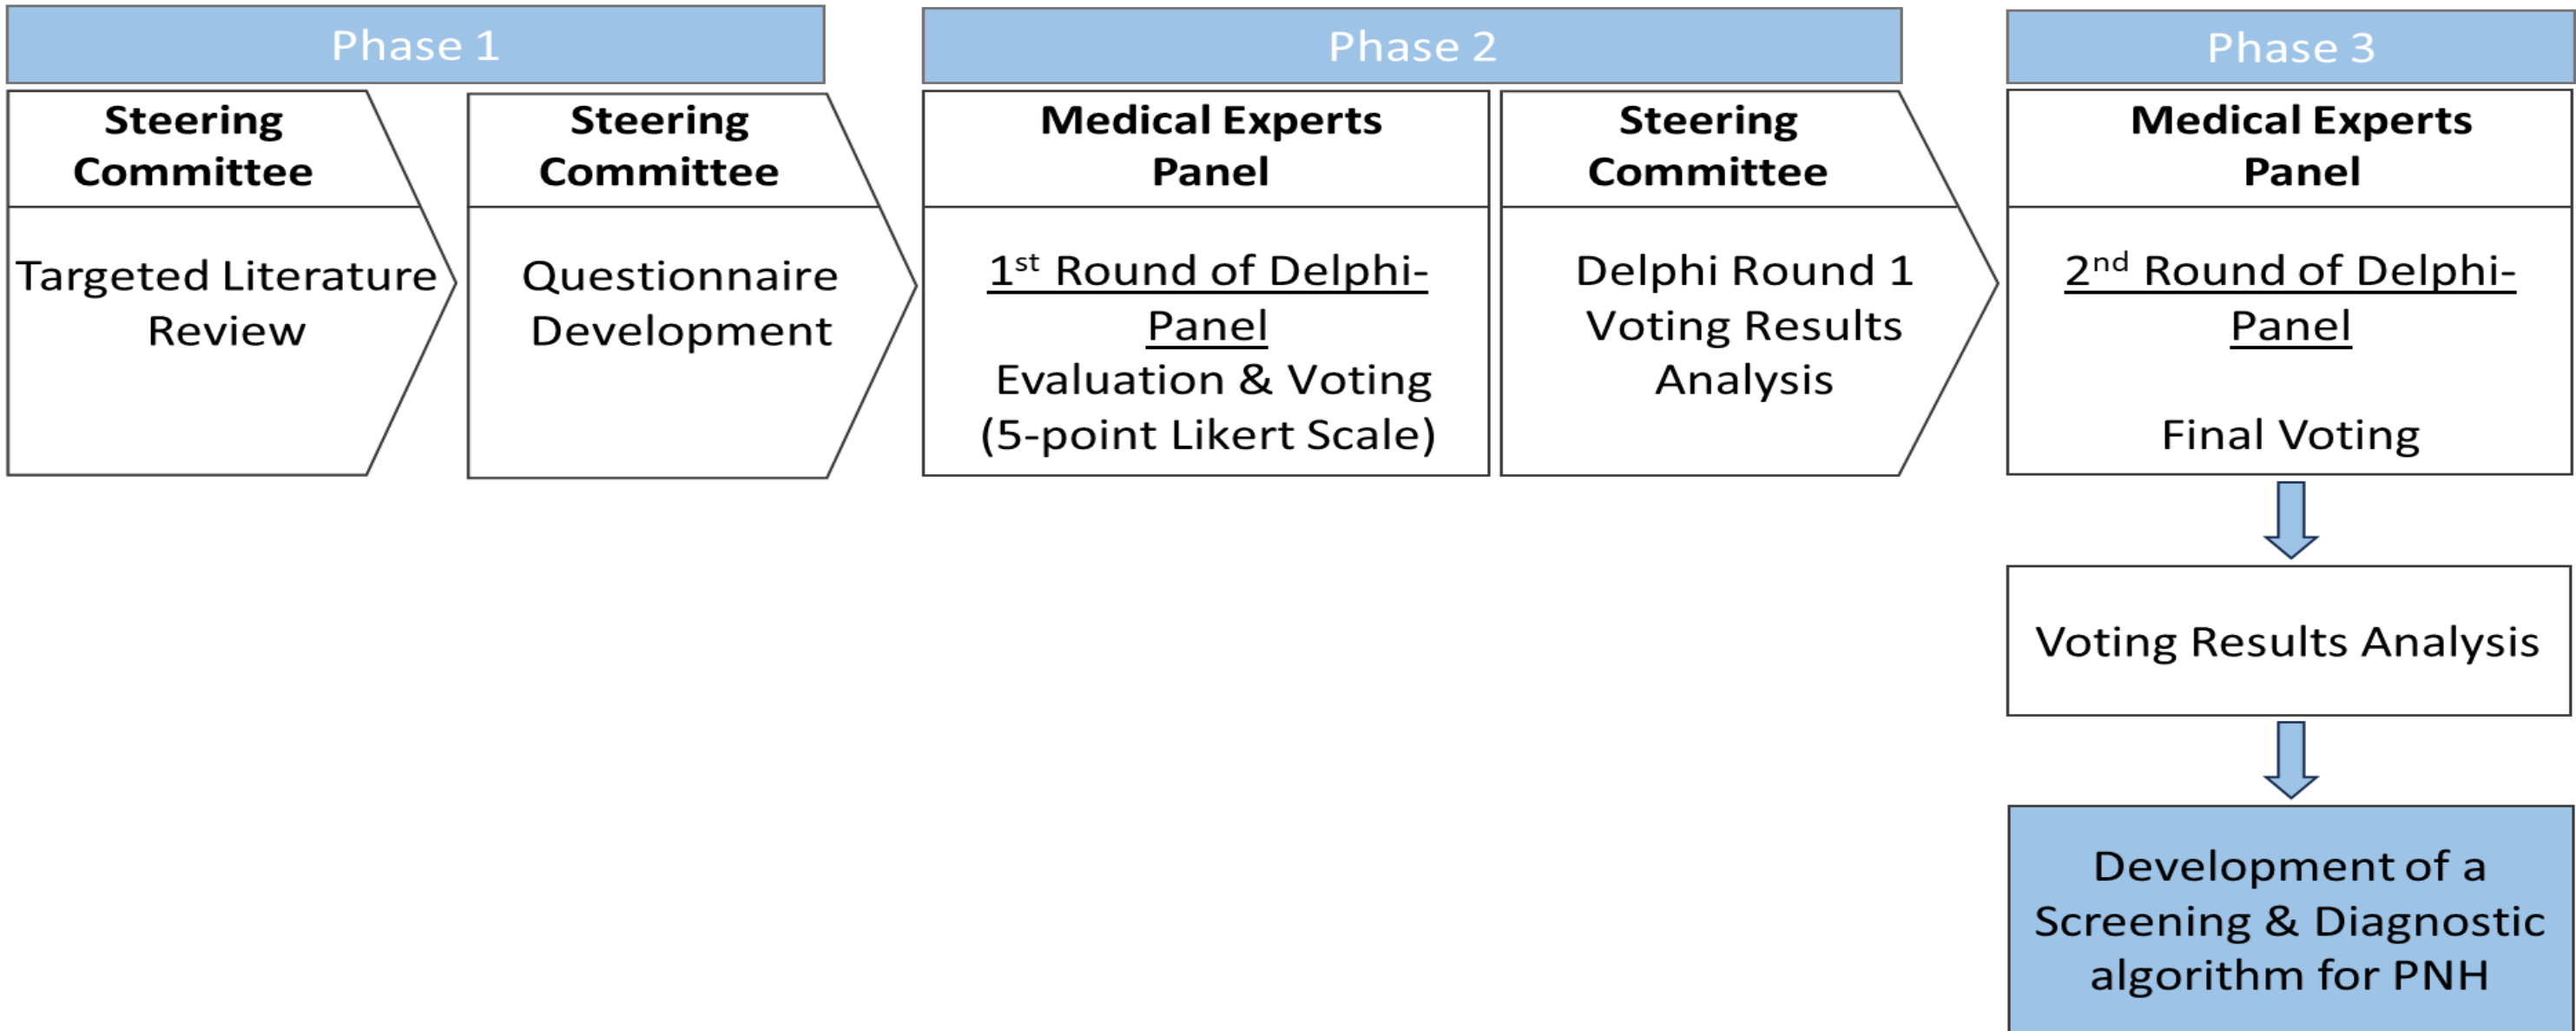 Phase 1
Steering
Committee
Targeted Literature
Review
Steering
Committee
Questionnaire
Development
Phase 2
Medical Experts
Panel
1st Round of Delphi-
Panel
Evaluation & Voting
(5-point Likert Scale)
Steering
Committee
Delphi Round 1
Voting Results
Analysis
Phase 3
Medical Experts
Panel
2nd Round of Delphi-
Panel
Final Voting
Voting Results Analysis
Development of a
Screening & Diagnostic
algorithm for PNH